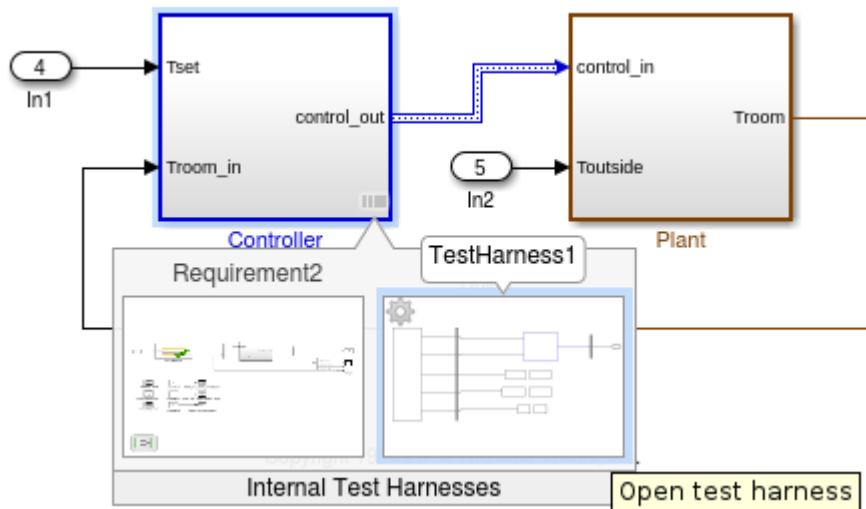 4
In1
Tset
Troom_in
control_out
control_in
Troom
Toutside
5
In2
Controller
Plant
Requirement2
TestHarness1
Internal Test Harnesses
Open test harness